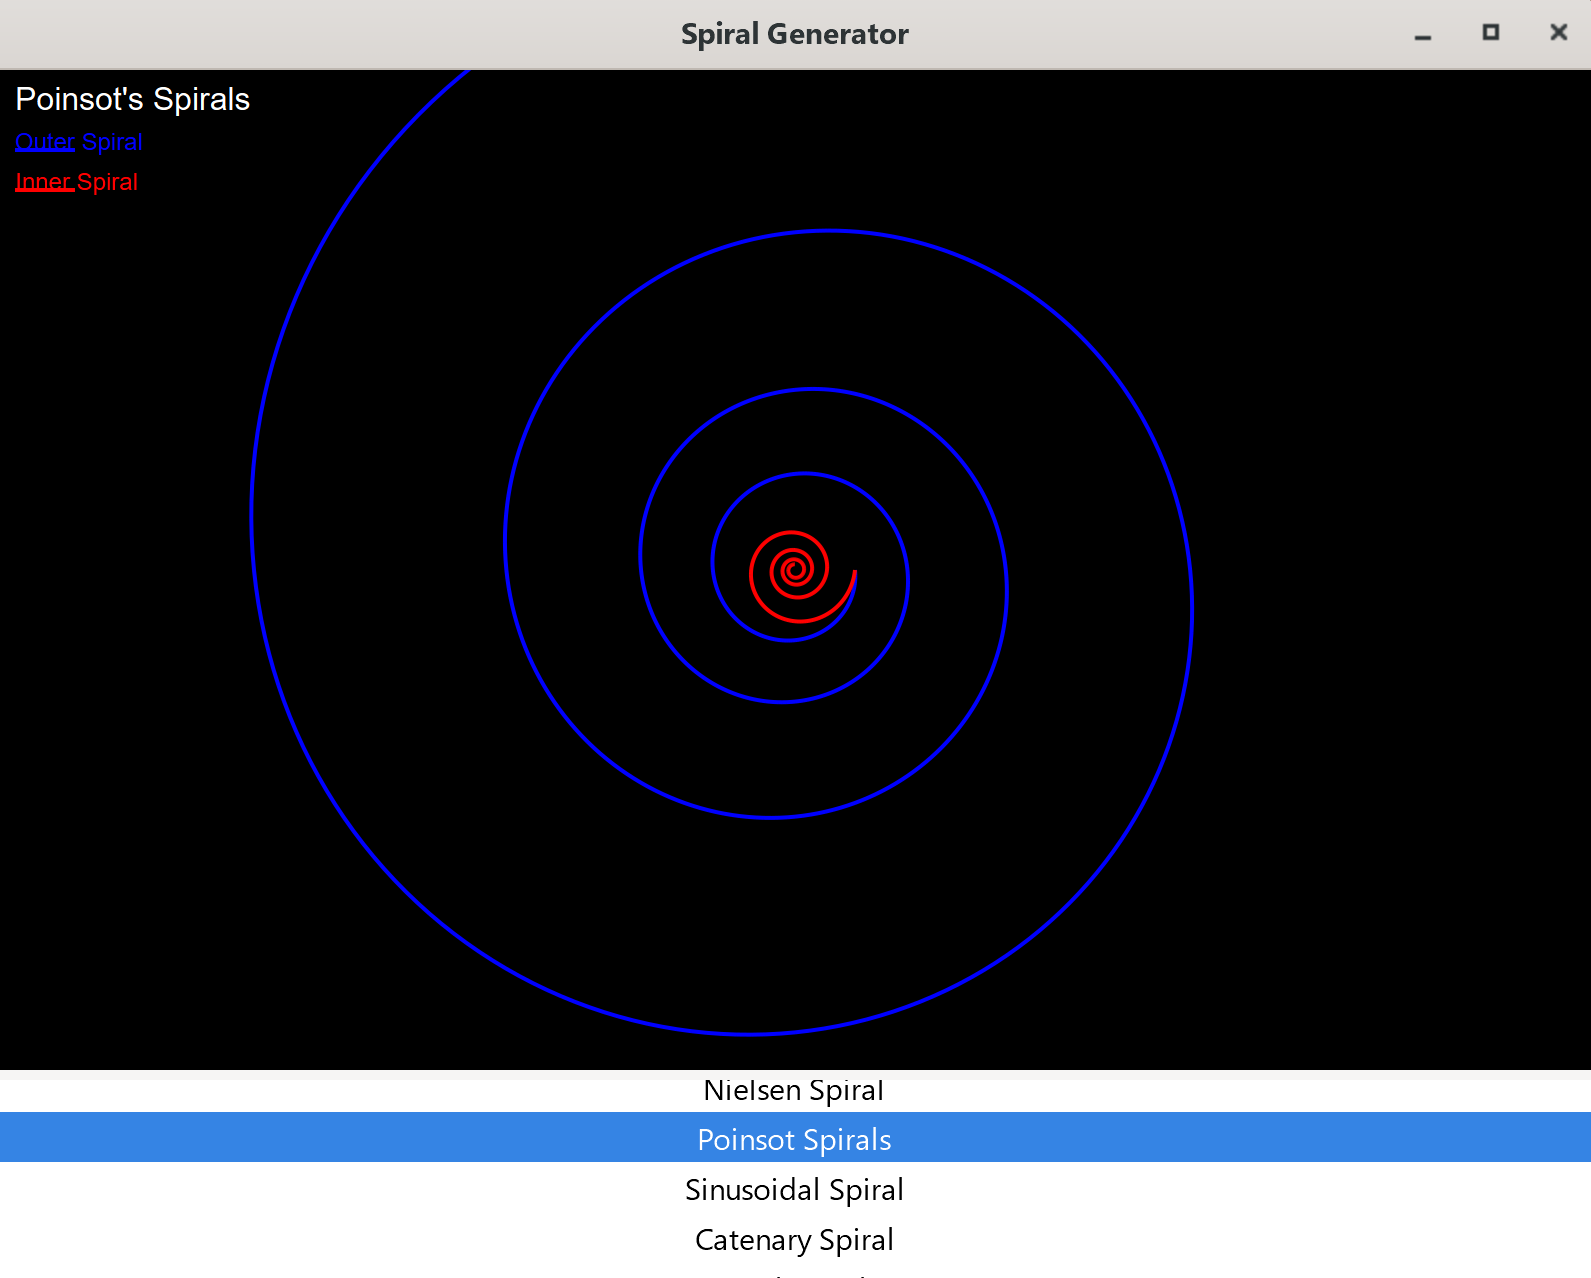 Spiral Generator
Poinsot's Spirals
Outer Spiral
Inner Spiral
Nielsen Spiral
Poinsot Spirals
Sinusoidal Spiral
Catenary Spiral